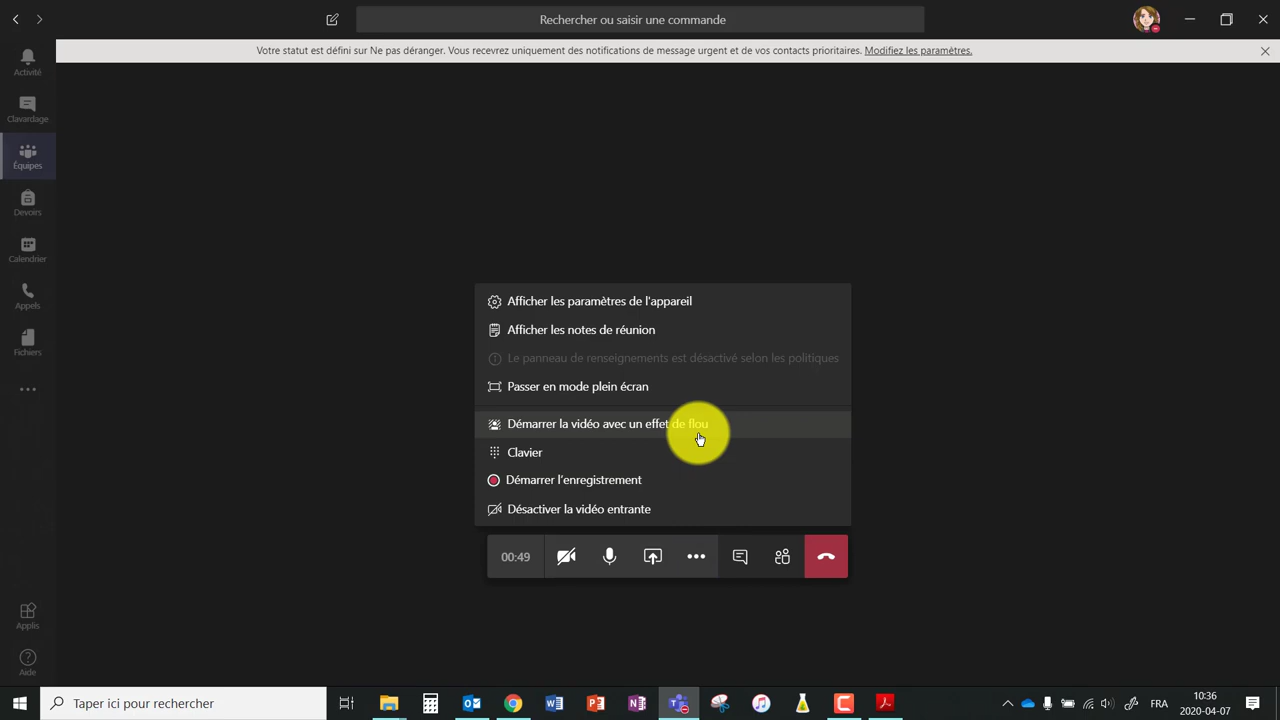 Rechercher ou saisir une commande
Votre statut est défini sur Ne pas déranger. Vous recevrez uniquement des notifications de message urgent et de vos contacts prioritaires. Modifiez les paramètres.
Activité
Clavardage
Équipes
Devoirs
Calendrier
Appels
Fichiers
Afficher les paramètres de l'appareil
Afficher les notes de réunion
Le panneau de renseignements est désactivé selon les politiques
Passer en mode plein écran
Démarrer la vidéo avec un effet de flou
Clavier
Démarrer l'enregistrement
Désactiver la vidéo entrante
00:49
Applis
Aide
Taper ici pour rechercher
FRA
10:36
2020-04-07